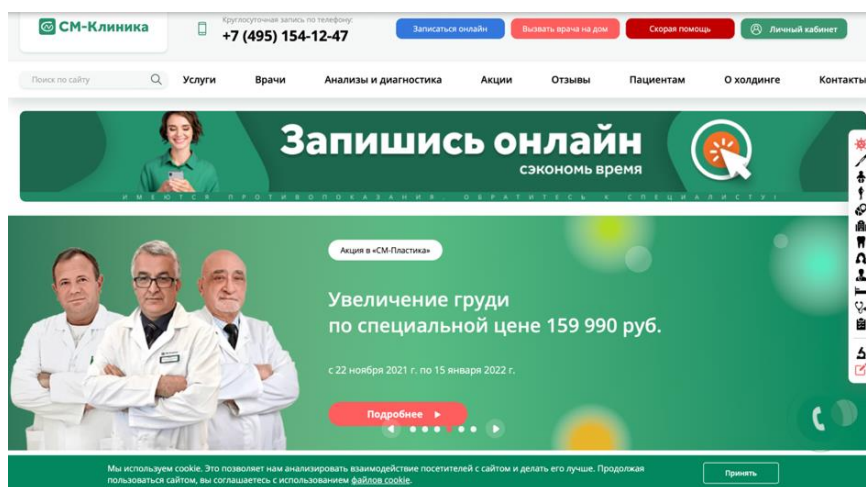 СМ-Клиника
Круглосуточная запись по телефону:
+7 (495) 154-12-47
Записаться онлайн
Вызвать врача на дом
Скорая помощь
Личный кабинет
Поиск по сайту
Услуги
Врачи
Анализы и диагностика
Акции
Отзывы
Пациентам
О холдинге
Контакты
Запишись онлайн
сэкономь время
ИМЕЮТСЯ ПРОТИВОПОКАЗАНИЯ. ОБРАТИТЕСЬ К СПЕЦИАЛИСТУ!
Акция в «СМ-Пластика»
Увеличение груди
по специальной цене 159 990 руб.
с 22 ноября 2021 г. по 15 января 2022 г.
Подробнее
Мы используем cookie. Это позволяет нам анализировать взаимодействие посетителей с сайтом и делать его лучше. Продолжая
пользоваться сайтом, вы соглашаетесь с использованием файлов cookie.
Принять